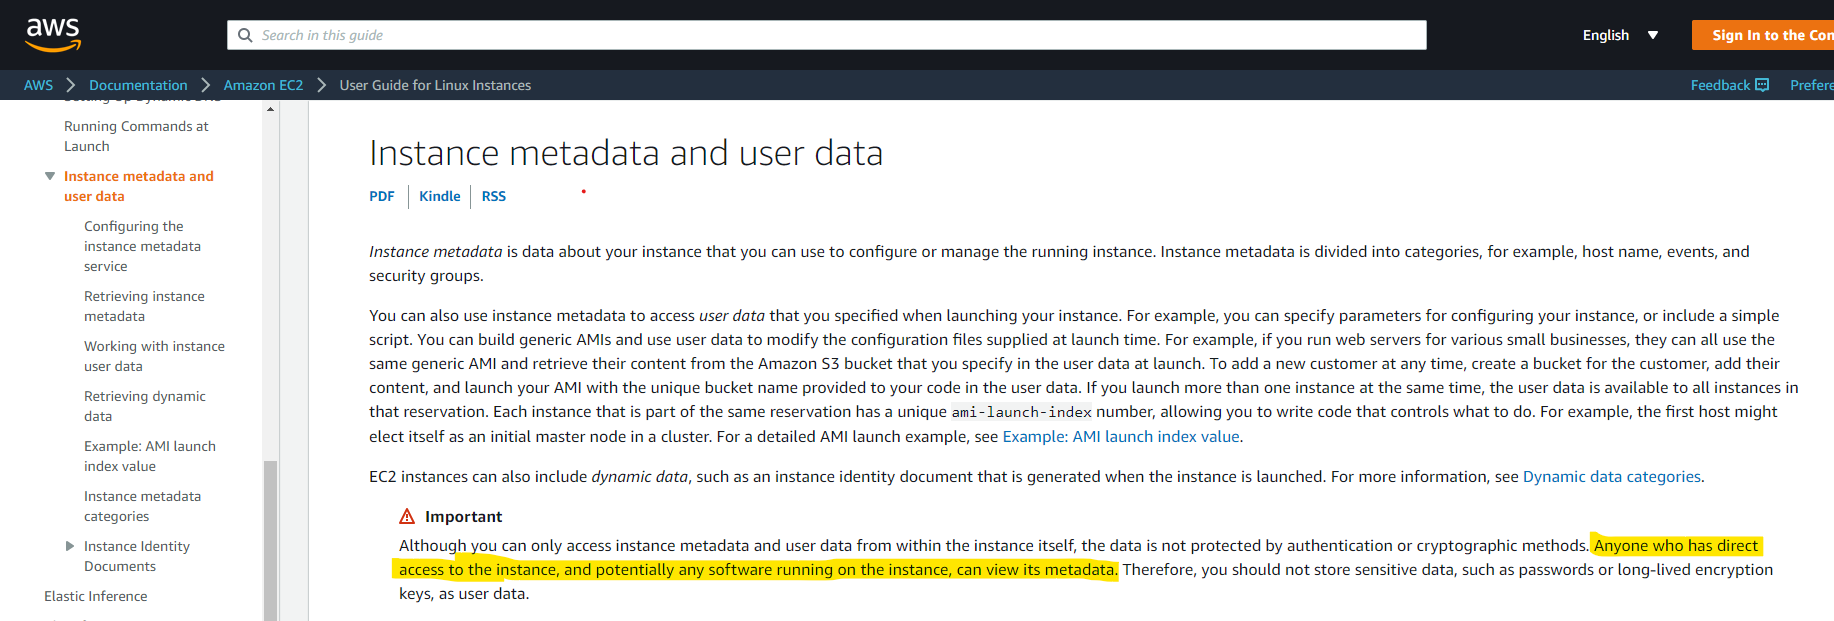 aws
Search in this guide
English
Sign In to the Con
AWS > Documentation > Amazon EC2 > User Guide for Linux Instances
Feedback
Prefere
Running Commands at
Launch
Instance metadata and
user data
Configuring the
instance metadata
service
Retrieving instance
metadata
Working with instance
user data
Retrieving dynamic
data
Example: AMI launch
index value
Instance metadata
categories
Instance Identity
Documents
Elastic Inference
Instance metadata and user data
PDF | Kindle | RSS
Instance metadata is data about your instance that you can use to configure or manage the running instance. Instance metadata is divided into categories, for example, host name, events, and
security groups.
You can also use instance metadata to access user data that you specified when launching your instance. For example, you can specify parameters for configuring your instance, or include a simple
script. You can build generic AMIs and use user data to modify the configuration files supplied at launch time. For example, if you run web servers for various small businesses, they can all use the
same generic AMI and retrieve their content from the Amazon S3 bucket that you specify in the user data at launch. To add a new customer at any time, create a bucket for the customer, add their
content, and launch your AMI with the unique bucket name provided to your code in the user data. If you launch more than one instance at the same time, the user data is available to all instances in
that reservation. Each instance that is part of the same reservation has a unique ami-launch-index number, allowing you to write code that controls what to do. For example, the first host might
elect itself as an initial master node in a cluster. For a detailed AMI launch example, see Example: AMI launch index value.
EC2 instances can also include dynamic data, such as an instance identity document that is generated when the instance is launched. For more information, see Dynamic data categories.
Important
Although you can only access instance metadata and user data from within the instance itself, the data is not protected by authentication or cryptographic methods. Anyone who has direct
access to the instance, and potentially any software running on the instance, can view its metadata. Therefore, you should not store sensitive data, such as passwords or long-lived encryption
keys, as user data.